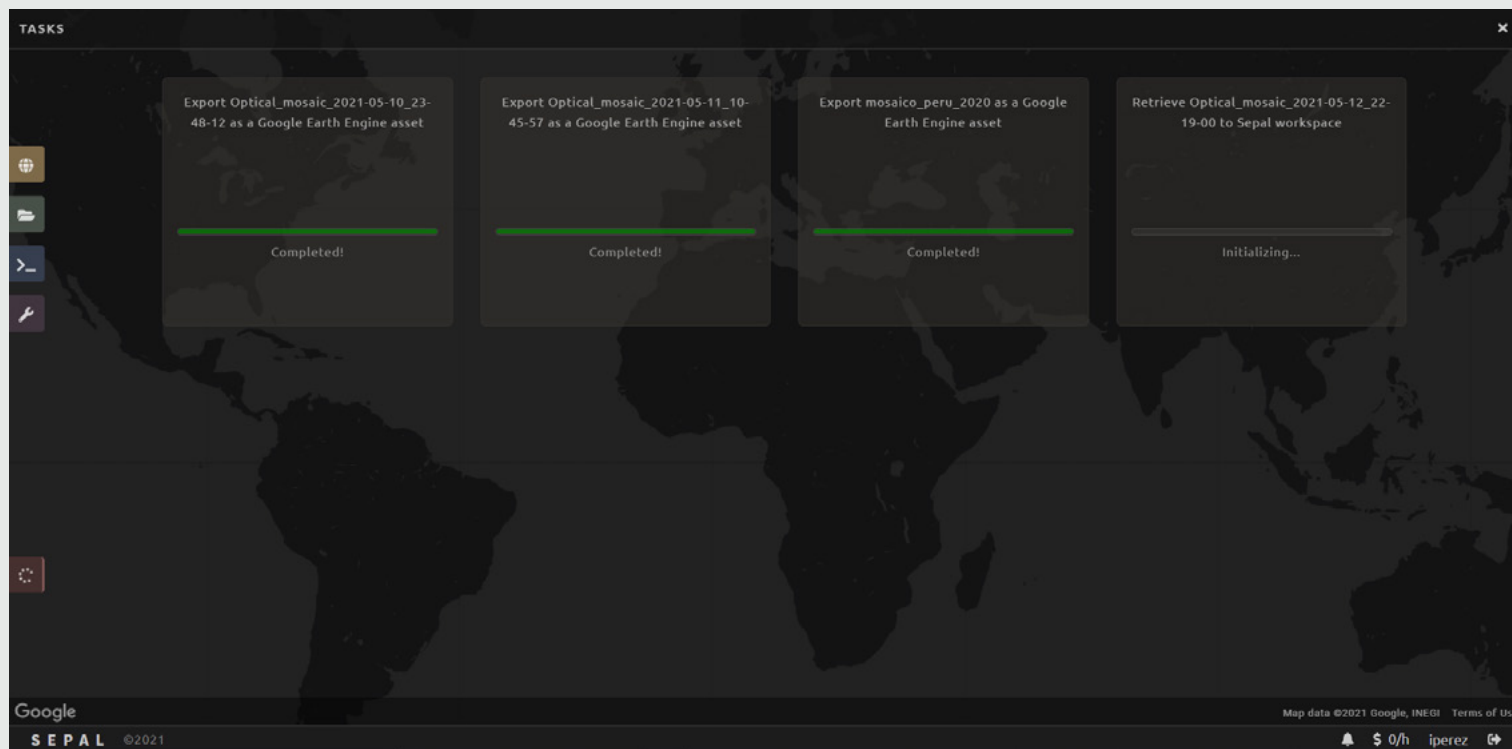 TASKS
Export Optical_mosaic_2021-05-10_23-
48-12 as a Google Earth Engine asset
Completed!
Export Optical_mosaic_2021-05-11_10-
45-57 as a Google Earth Engine asset
Completed!
Export mosaico_peru_2020 as a Google
Earth Engine asset
Completed!
Retrieve Optical_mosaic_2021-05-12_22-
19-00 to Sepal workspace
Initializing...
Google
Map data ©2021 Google, INEGI Terms of Us
SEPAL ©2021
$ 0/h iperez